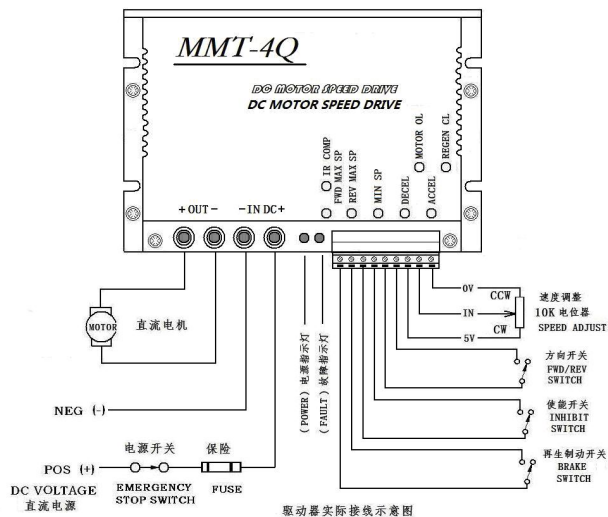 MMT-4Q
DC MOTOR SPEED DRIVE
DC MOTOR SPEED DRIVE
IR COMP
FWD MAX SP
REV MAX SP
MIN SP
DECEL
MOTOR OL
ACCEL
REGEN CL
+ OUT -
- IN DC +
MOTOR
直流电机
(POWER) 电源指示灯
(FAULT) 故障指示灯
0V
CCW
IN
CW
5V
速度调整
10K 电位器
SPEED ADJUST
方向开关
FWD/REV
SWITCH
使能开关
INHIBIT
SWITCH
再生制动开关
BRAKE
SWITCH
NEG (-)
电源开关
保险
POS (+)
DC VOLTAGE
直流电源
EMERGENCY
STOP SWITCH
FUSE
驱动器实际接线示意图